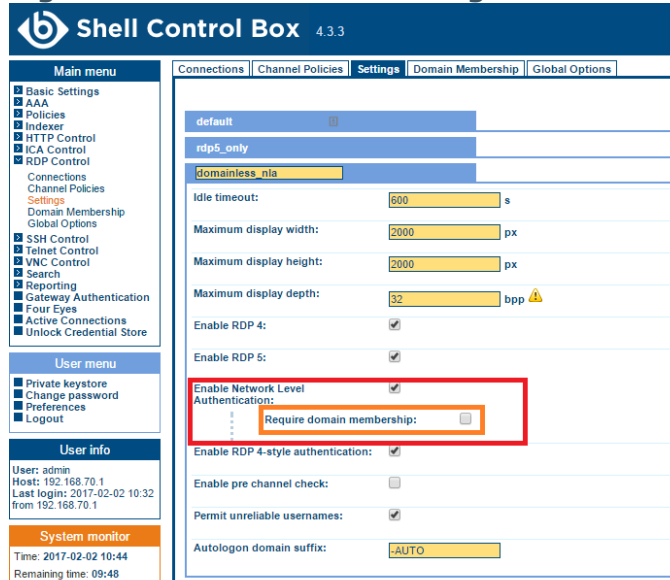 Shell Control Box 4.3.3
Main menu
Basic Settings
AAA
Policies
Indexer
HTTP Control
ICA Control
RDP Control
Connections
Channel Policies
Settings
Domain Membership
Global Options
SSH Control
Telnet Control
VNC Control
Search
Reporting
Gateway Authentication
Four Eyes
Active Connections
Unlock Credential Store
User menu
Private keystore
Change password
Preferences
Logout
User info
User: admin
Host: 192.168.70.1
Last login: 2017-02-02 10:32
from 192.168.70.1
System monitor
Time: 2017-02-02 10:44
Remaining time: 09:48
Connections Channel Policies Settings Domain Membership Global Options
default
rdp5_only
domainless_nla
Idle timeout: 600 s
Maximum display width: 2000 px
Maximum display height: 2000 px
Maximum display depth: 32 bpp
Enable RDP 4:
Enable RDP 5:
Enable Network Level
Authentication:
Require domain membership:
Enable RDP 4-style authentication:
Enable pre channel check:
Permit unreliable usernames:
Autologon domain suffix: -AUTO